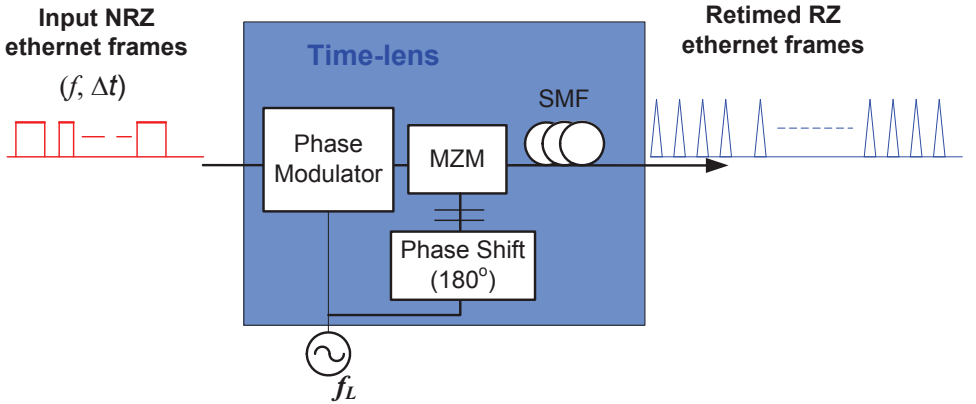 Input NRZ
ethernet frames
(f, Δt)
Time-lens
Phase
Modulator
MZM
SMF
Phase Shift
(180°)
f_L
Retimed RZ
ethernet frames